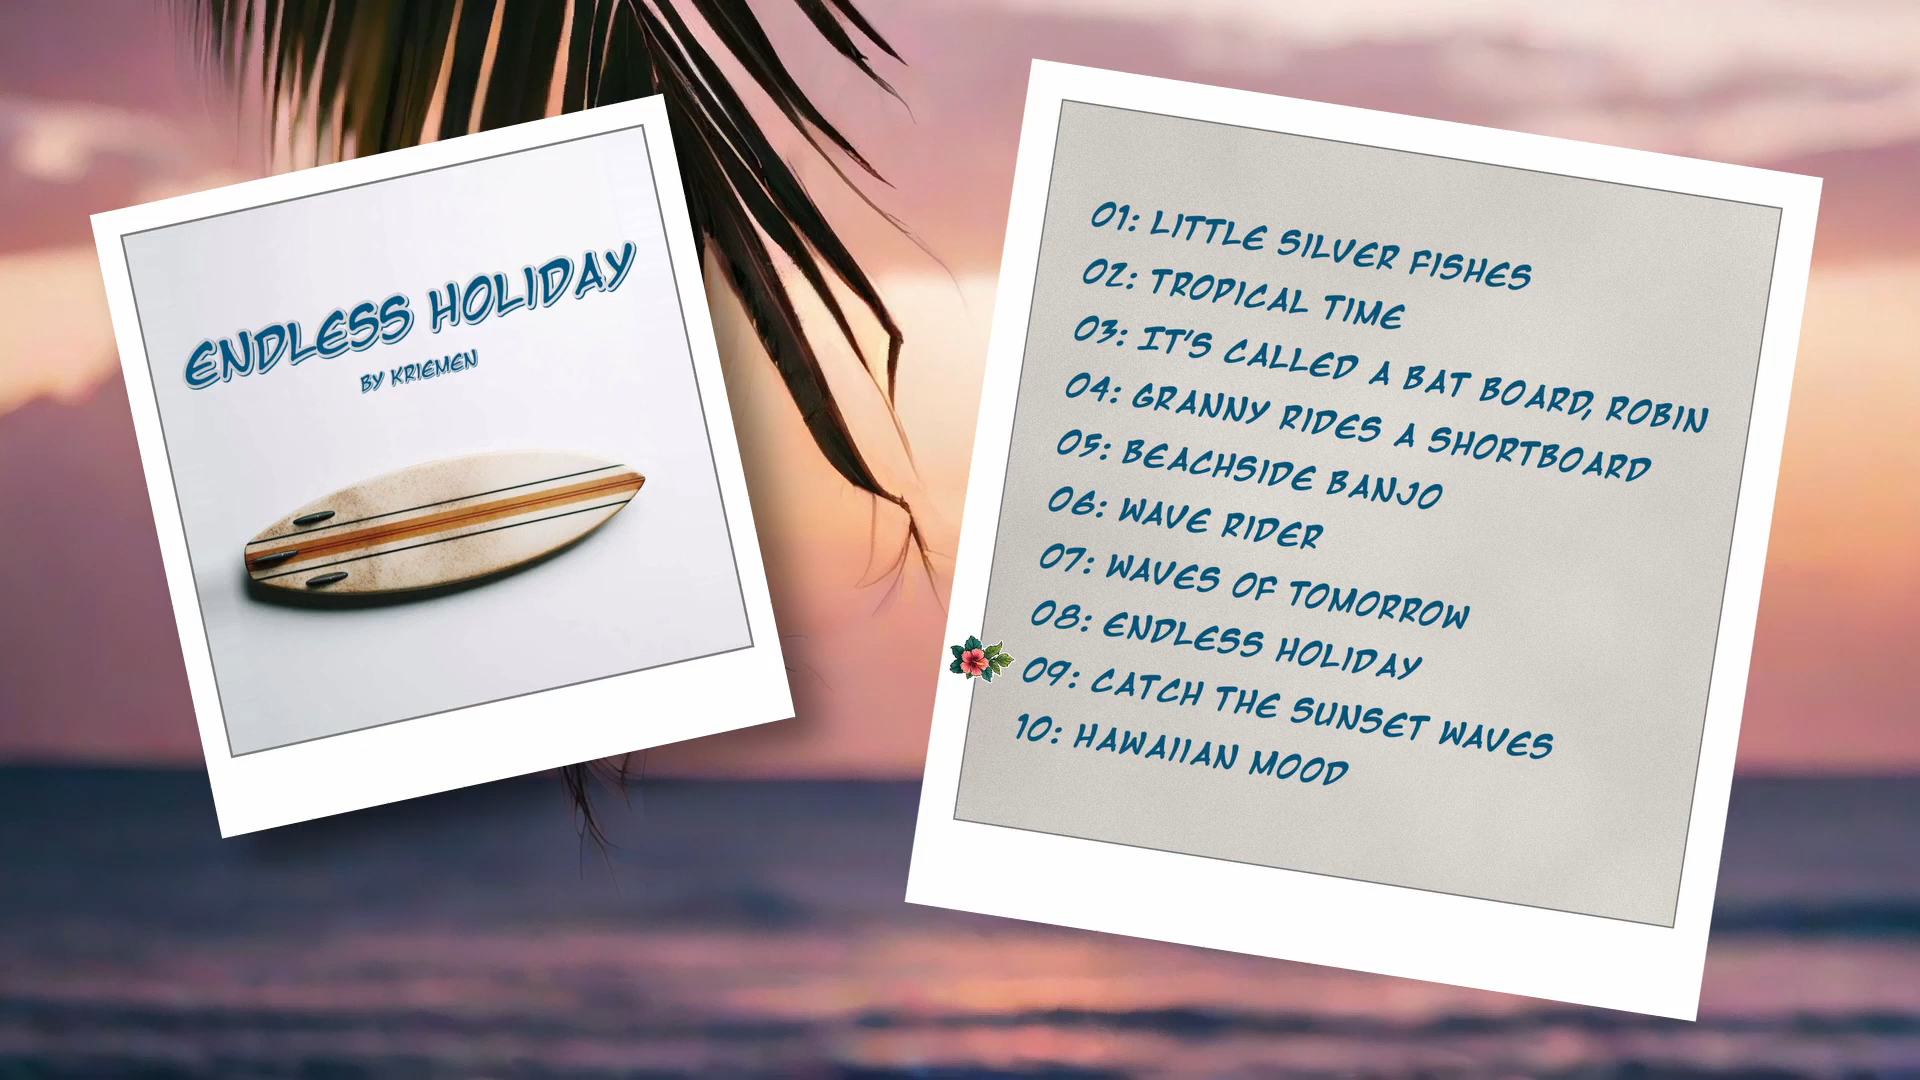 ENDLESS HOLIDAY
BY KRIEMEN
01: LITTLE SILVER FISHES
02: TROPICAL TIME
03: IT'S CALLED A BAT BOARD, ROBIN
04: GRANNY RIDES A SHORTBOARD
05: BEACHSIDE BANJO
06: WAVE RIDER
07: WAVES OF TOMORROW
08: ENDLESS HOLIDAY
09: CATCH THE SUNSET WAVES
10: HAWAIIAN MOOD